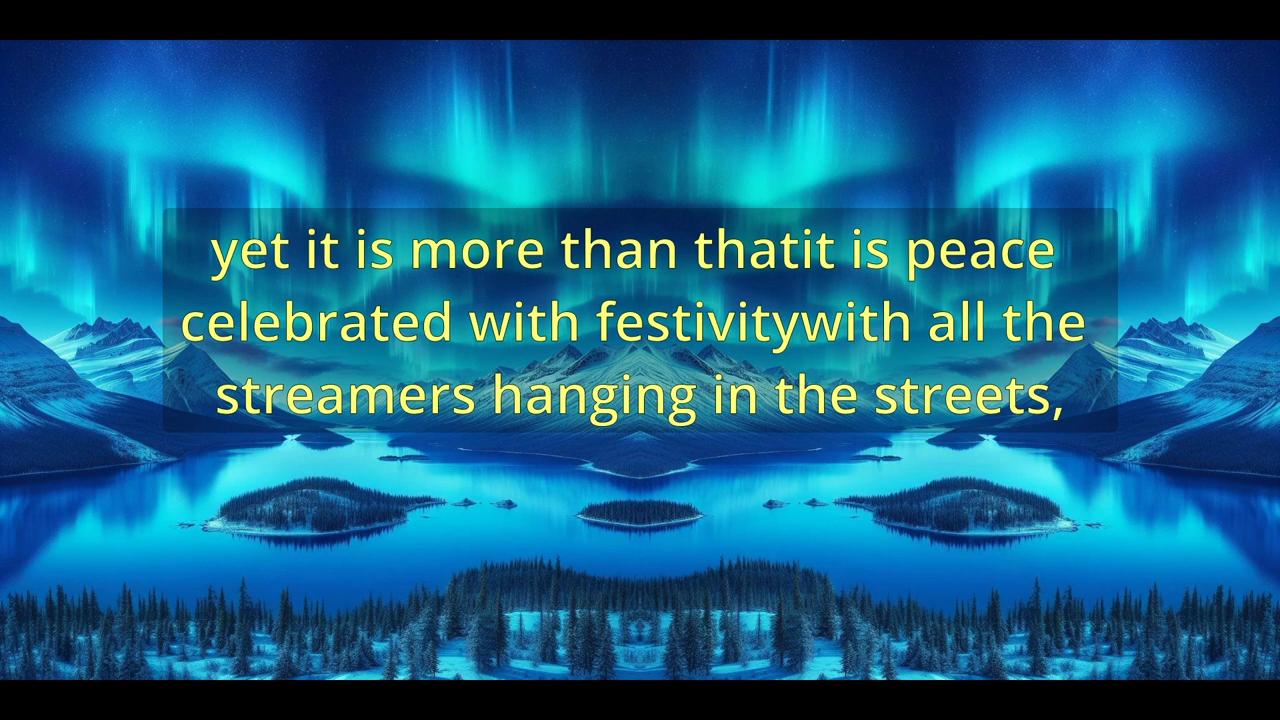 yet it is more than thatit is peace
celebrated with festivitywith all the
streamers hanging in the streets,